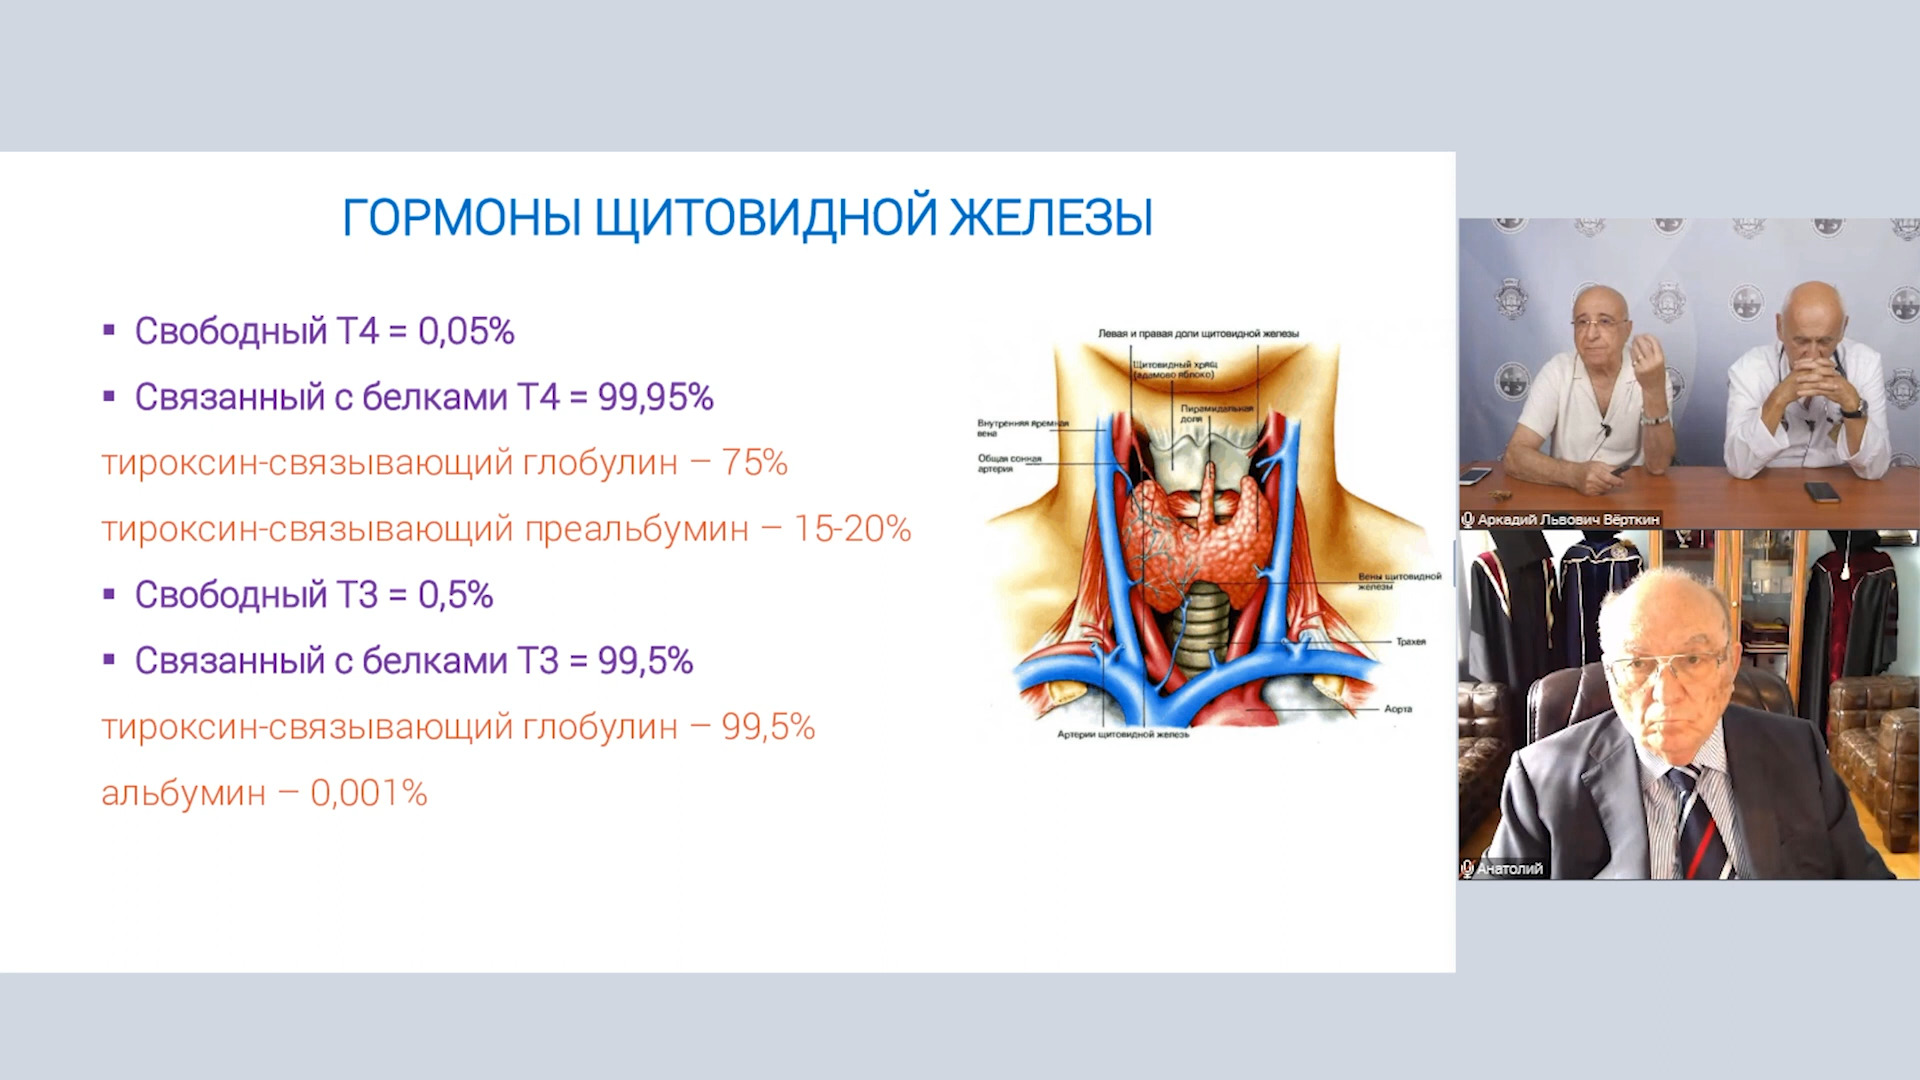 ГОРМОНЫ ЩИТОВИДНОЙ ЖЕЛЕЗЫ
▪ Свободный Т4 = 0,05%
▪ Связанный с белками Т4 = 99,95%
тироксин-связывающий глобулин – 75%
тироксин-связывающий преальбумин – 15-20%
▪ Свободный Т3 = 0,5%
▪ Связанный с белками Т3 = 99,5%
тироксин-связывающий глобулин – 99,5%
альбумин – 0,001%
Левая и правая доли щитовидной железы
Щитовидный хрящ
(адамово яблоко)
Пирамидальная
доля
Внутренняя яремная
вена
Общая сонная
артерия
Вены щитовидной
железы
Трахея
Аорта
Артерии щитовидной железь
Аркадий Львович Вёрткин
Анатолий